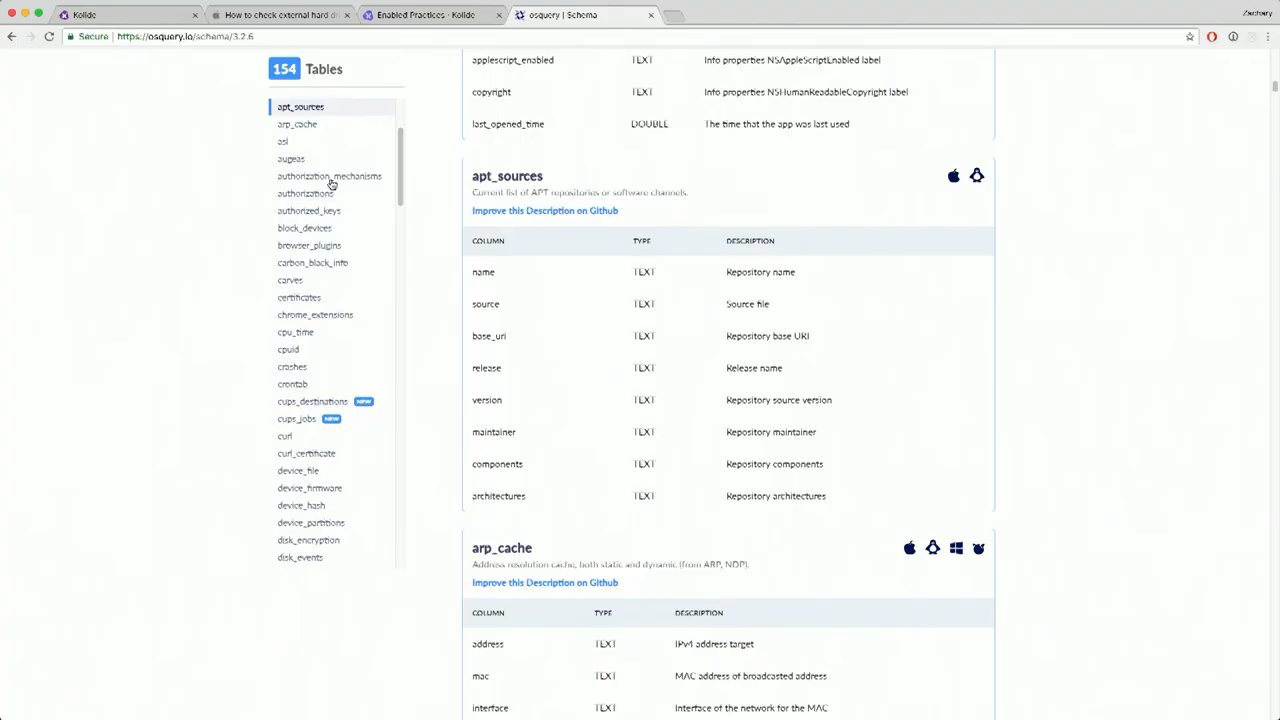 Kolide
How to check external hard dr
Enabled Practices - Kolide
osquery | Schema
Zachary
Secure
https://osquery.io/schema/3.2.6
154 Tables
apt_sources
arp_cache
asl
augeas
authorization_mechanisms
authorizations
authorized_keys
block_devices
browser_plugins
carbon_black_info
carves
certificates
chrome_extensions
cpu_time
cpuid
crashes
crontab
cups_destinations NEW
cups_jobs NEW
curl
curl_certificate
device_file
device_firmware
device_hash
device_partitions
disk_encryption
disk_events
applescript_enabled TEXT Info properties NSAppleScriptEnabled label
copyright TEXT Info properties NSHumanReadableCopyright label
last_opened_time DOUBLE The time that the app was last used
apt_sources
Current list of APT repositories or software channels.
Improve this Description on Github
COLUMN TYPE DESCRIPTION
name TEXT Repository name
source TEXT Source file
base_uri TEXT Repository base URI
release TEXT Release name
version TEXT Repository source version
maintainer TEXT Repository maintainer
components TEXT Repository components
architectures TEXT Repository architectures
arp_cache
Address resolution cache, both static and dynamic (from ARP, NDP).
Improve this Description on Github
COLUMN TYPE DESCRIPTION
address TEXT IPv4 address target
mac TEXT MAC address of broadcasted address
interface TEXT Interface of the network for the MAC